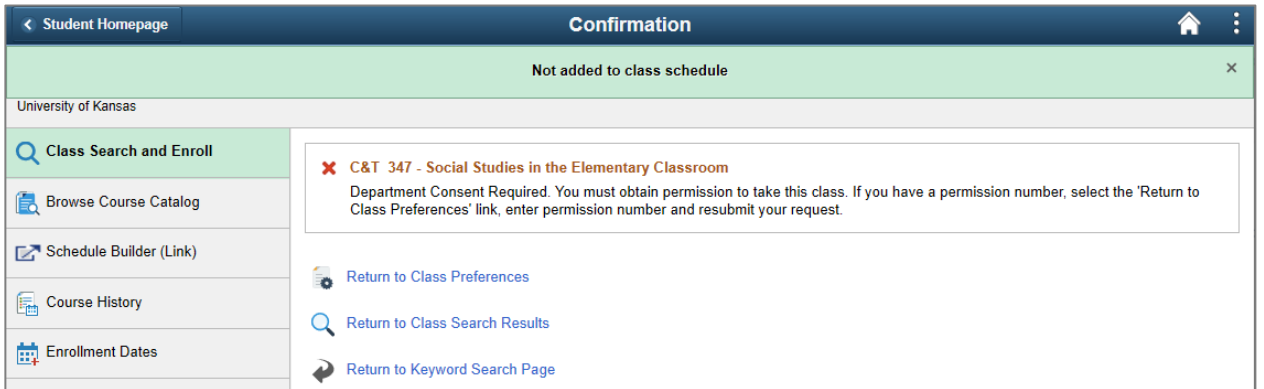 Student Homepage
Confirmation
Not added to class schedule
University of Kansas
Class Search and Enroll
Browse Course Catalog
Schedule Builder (Link)
Course History
Enrollment Dates
C&T 347 - Social Studies in the Elementary Classroom
Department Consent Required. You must obtain permission to take this class. If you have a permission number, select the 'Return to
Class Preferences' link, enter permission number and resubmit your request.
Return to Class Preferences
Return to Class Search Results
Return to Keyword Search Page